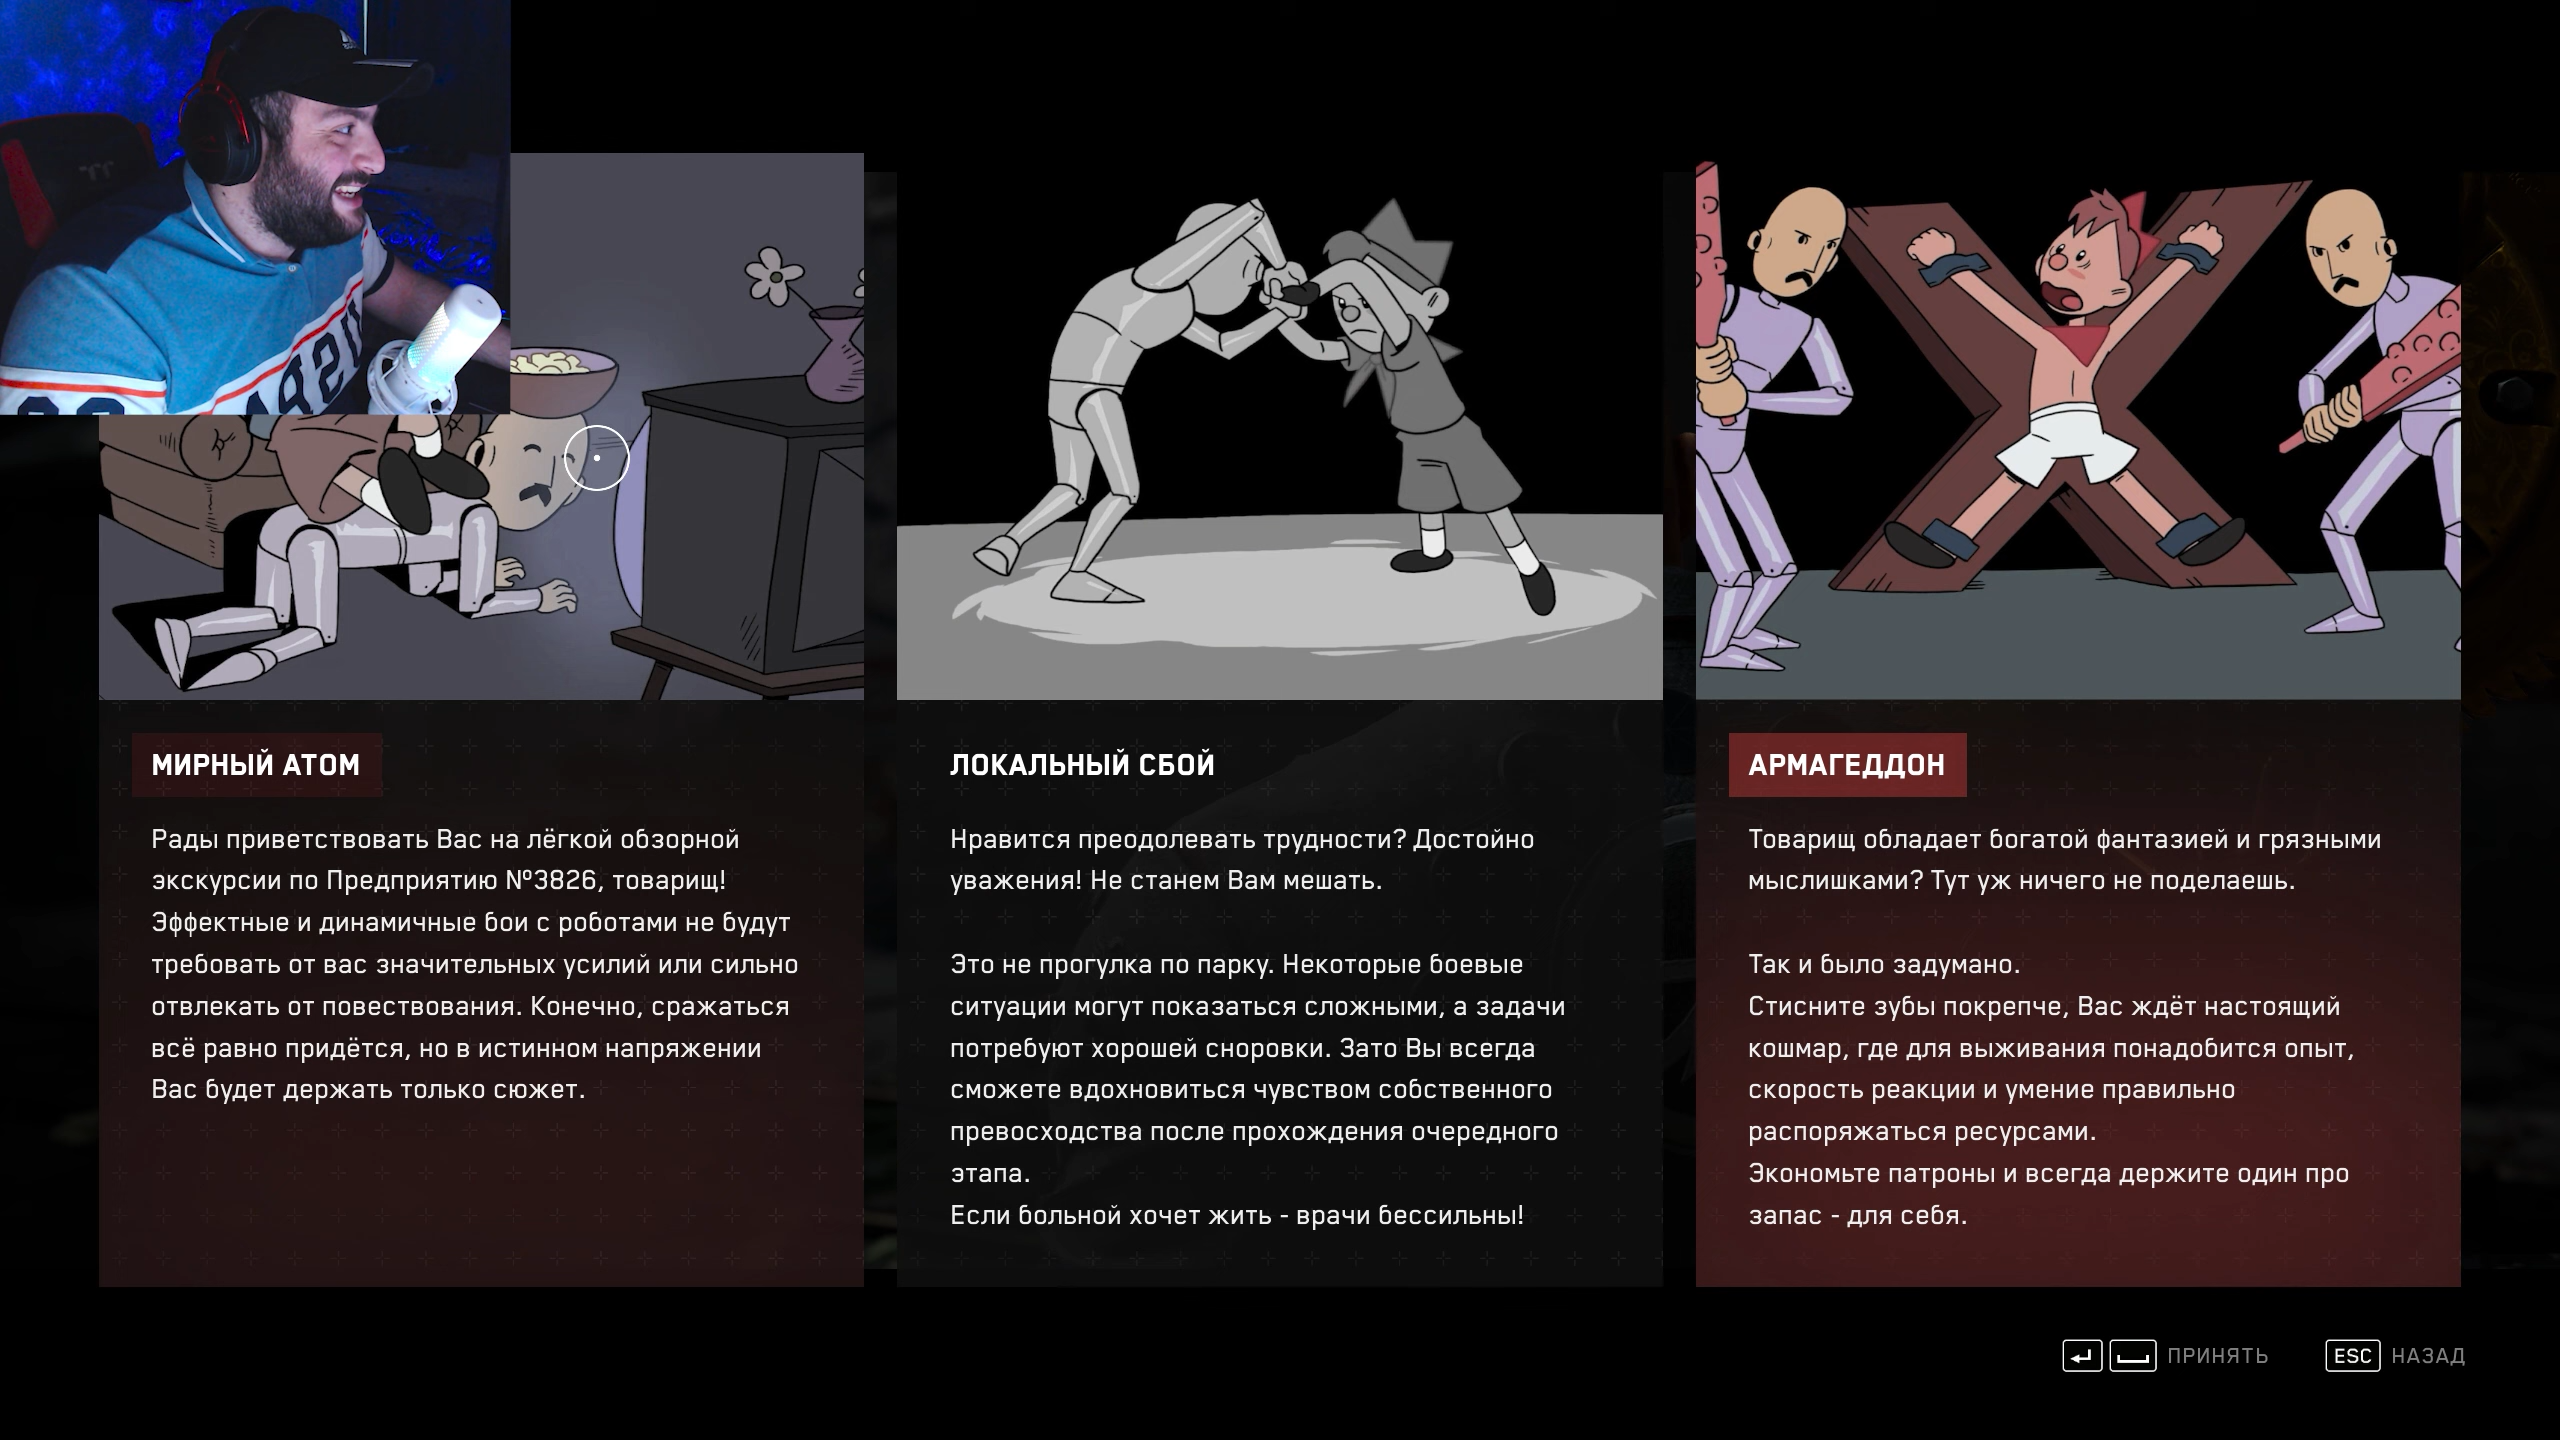 МИРНЫЙ АТОМ
Рады приветствовать Вас на лёгкой обзорной
экскурсии по Предприятию №3826, товарищ!
Эффектные и динамичные бои с роботами не будут
требовать от вас значительных усилий или сильно
отвлекать от повествования. Конечно, сражаться
всё равно придётся, но в истинном напряжении
Вас будет держать только сюжет.
ЛОКАЛЬНЫЙ СБОЙ
Нравится преодолевать трудности? Достойно
уважения! Не станем Вам мешать.
Это не прогулка по парку. Некоторые боевые
ситуации могут показаться сложными, а задачи
потребуют хорошей сноровки. Зато Вы всегда
сможете вдохновиться чувством собственного
превосходства после прохождения очередного
этапа.
Если больной хочет жить - врачи бессильны!
АРМАГЕДДОН
Товарищ обладает богатой фантазией и грязными
мыслишками? Тут уж ничего не поделаешь.
Так и было задумано.
Стисните зубы покрепче, Вас ждёт настоящий
кошмар, где для выживания понадобится опыт,
скорость реакции и умение правильно
распоряжаться ресурсами.
Экономьте патроны и всегда держите один про
запас - для себя.
ПРИНЯТЬ
ESC НАЗАД